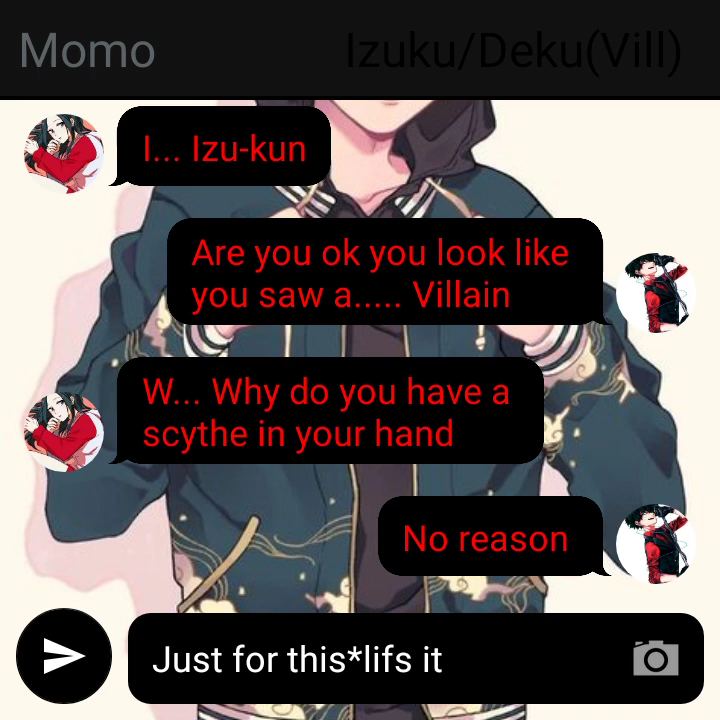 Momo
Izuku/Deku(Vill)
I... Izu-kun
Are you ok you look like
you saw a..... Villain
W... Why do you have a
scythe in your hand
No reason
Just for this*lifs it